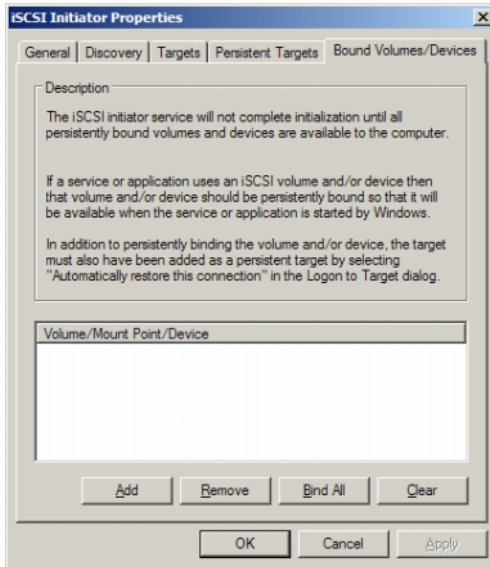 iSCSI Initiator Properties
General Discovery Targets Persistent Targets Bound Volumes/Devices
Description
The iSCSI initiator service will not complete initialization until all
persistently bound volumes and devices are available to the computer.
If a service or application uses an iSCSI volume and/or device then
that volume and/or device should be persistently bound so that it will
be available when the service or application is started by Windows.
In addition to persistently binding the volume and/or device, the target
must also have been added as a persistent target by selecting
"Automatically restore this connection" in the Logon to Target dialog.
Volume/Mount Point/Device
Add Remove Bind All Clear
OK Cancel Apply